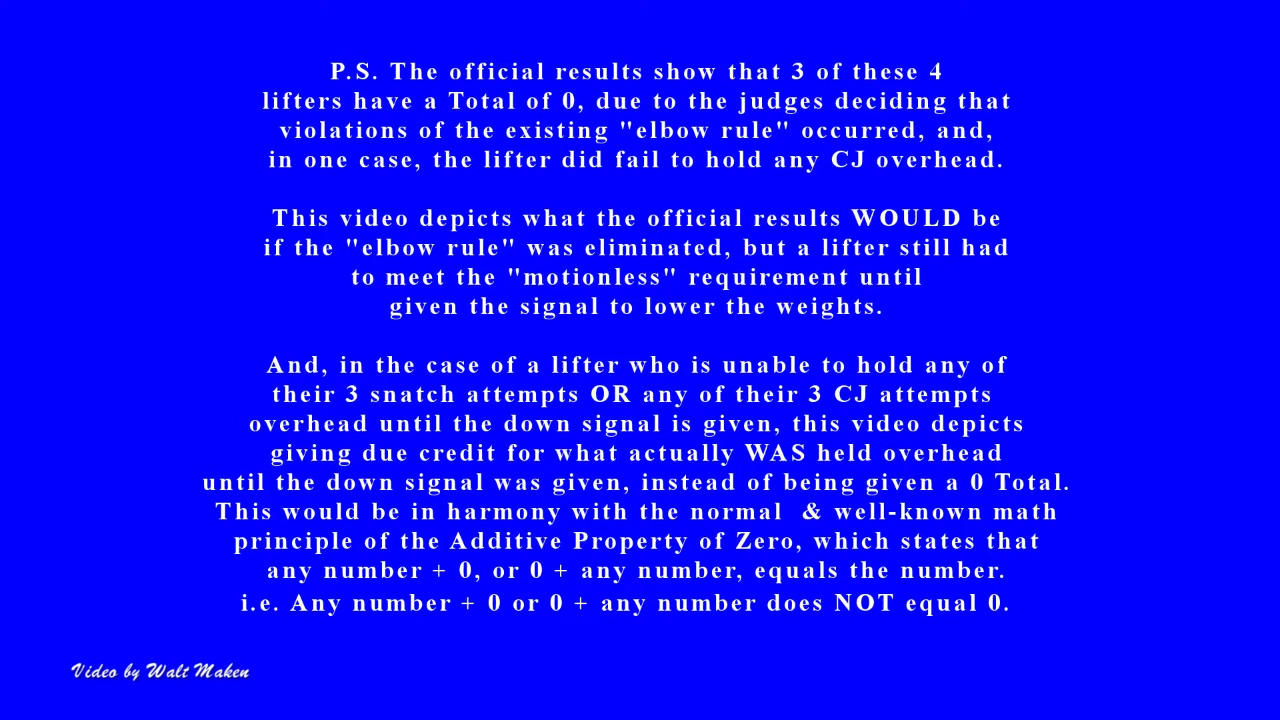 P.S. The official results show that 3 of these 4
lifters have a Total of 0, due to the judges deciding that
violations of the existing "elbow rule" occurred, and,
in one case, the lifter did fail to hold any CJ overhead.
This video depicts what the official results WOULD be
if the "elbow rule" was eliminated, but a lifter still had
to meet the "motionless" requirement until
given the signal to lower the weights.
And, in the case of a lifter who is unable to hold any of
their 3 snatch attempts OR any of their 3 CJ attempts
overhead until the down signal is given, this video depicts
giving due credit for what actually WAS held overhead
until the down signal was given, instead of being given a 0 Total.
This would be in harmony with the normal & well-known math
principle of the Additive Property of Zero, which states that
any number + 0, or 0 + any number, equals the number.
i.e. Any number + 0 or 0 + any number does NOT equal 0.
Video by Walt Maken